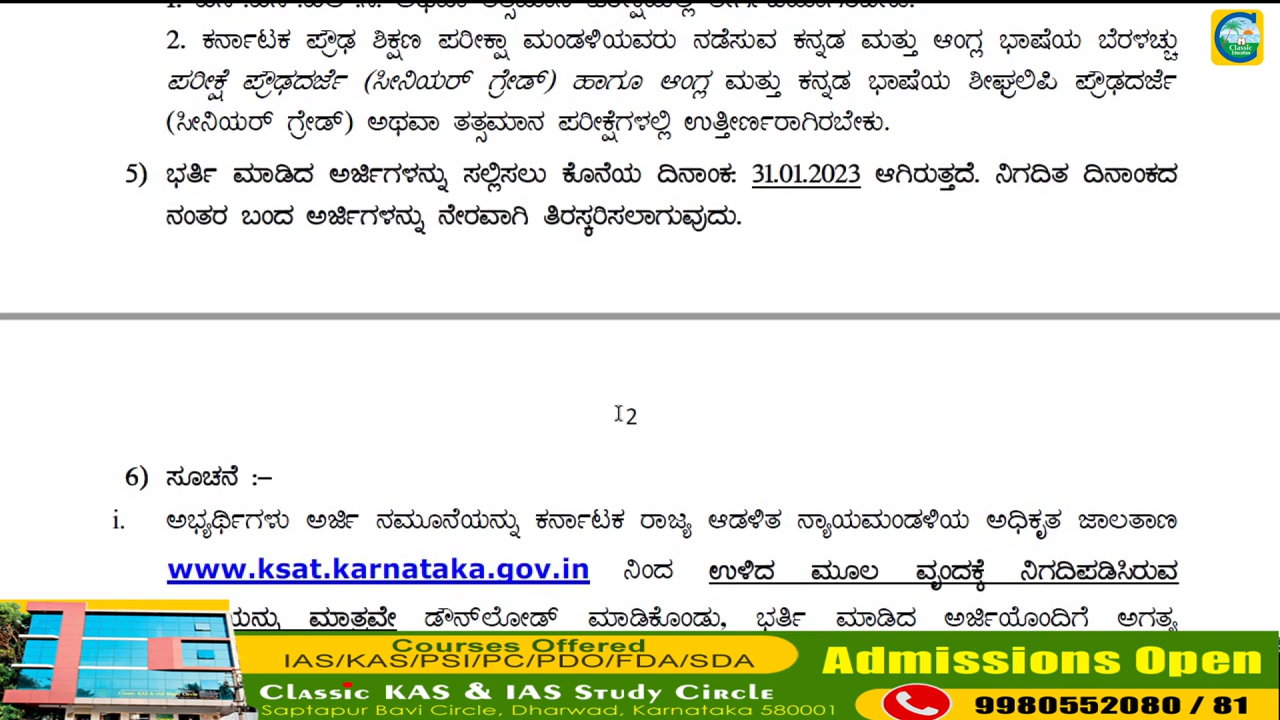 2. ಕರ್ನಾಟಕ ಪ್ರೌಢ ಶಿಕ್ಷಣ ಪರೀಕ್ಷಾ ಮಂಡಳಿಯವರು ನಡೆಸುವ ಕನ್ನಡ ಮತ್ತು ಆಂಗ್ಲ ಭಾಷೆಯ ಬೆರಳಚ್ಚು
ಪರೀಕ್ಷೆ ಪ್ರೌಢದರ್ಜೆ (ಸೀನಿಯರ್ ಗ್ರೇಡ್) ಹಾಗೂ ಆಂಗ್ಲ ಮತ್ತು ಕನ್ನಡ ಭಾಷೆಯ ಶೀಘ್ರಲಿಪಿ ಪ್ರೌಢದರ್ಜೆ
(ಸೀನಿಯರ್ ಗ್ರೇಡ್) ಅಥವಾ ತತ್ಸಮಾನ ಪರೀಕ್ಷೆಗಳಲ್ಲಿ ಉತ್ತೀರ್ಣರಾಗಿರಬೇಕು.
5) ಭರ್ತಿ ಮಾಡಿದ ಅರ್ಜಿಗಳನ್ನು ಸಲ್ಲಿಸಲು ಕೊನೆಯ ದಿನಾಂಕ: 31.01.2023 ಆಗಿರುತ್ತದೆ. ನಿಗದಿತ ದಿನಾಂಕದ
ನಂತರ ಬಂದ ಅರ್ಜಿಗಳನ್ನು ನೇರವಾಗಿ ತಿರಸ್ಕರಿಸಲಾಗುವುದು.
2
6) ಸೂಚನೆ :–
i. ಅಭ್ಯರ್ಥಿಗಳು ಅರ್ಜಿ ನಮೂನೆಯನ್ನು ಕರ್ನಾಟಕ ರಾಜ್ಯ ಆಡಳಿತ ನ್ಯಾಯಮಂಡಳಿಯ ಅಧಿಕೃತ ಜಾಲತಾಣ
www.ksat.karnataka.gov.in ನಿಂದ ಉಳಿದ ಮೂಲ ವೃಂದಕ್ಕೆ ನಿಗದಿಪಡಿಸಿರುವ
ಮಾತ್ರವೇ ಡೌನ್‌ಲೋಡ್ ಮಾಡಿಕೊಂಡು, ಭರ್ತಿ ಮಾಡಿದ ಅರ್ಜಿಯೊಂದಿಗೆ ಅಗತ್ಯ
Classic
Education
Courses Offered
IAS/KAS/PSI/PC/PDO/FDA/SDA
Classic KAS & IAS Study Circle
Saptapur Bavi Circle, Dharwad, Karnataka 580001
Admissions Open
9980552080 / 81